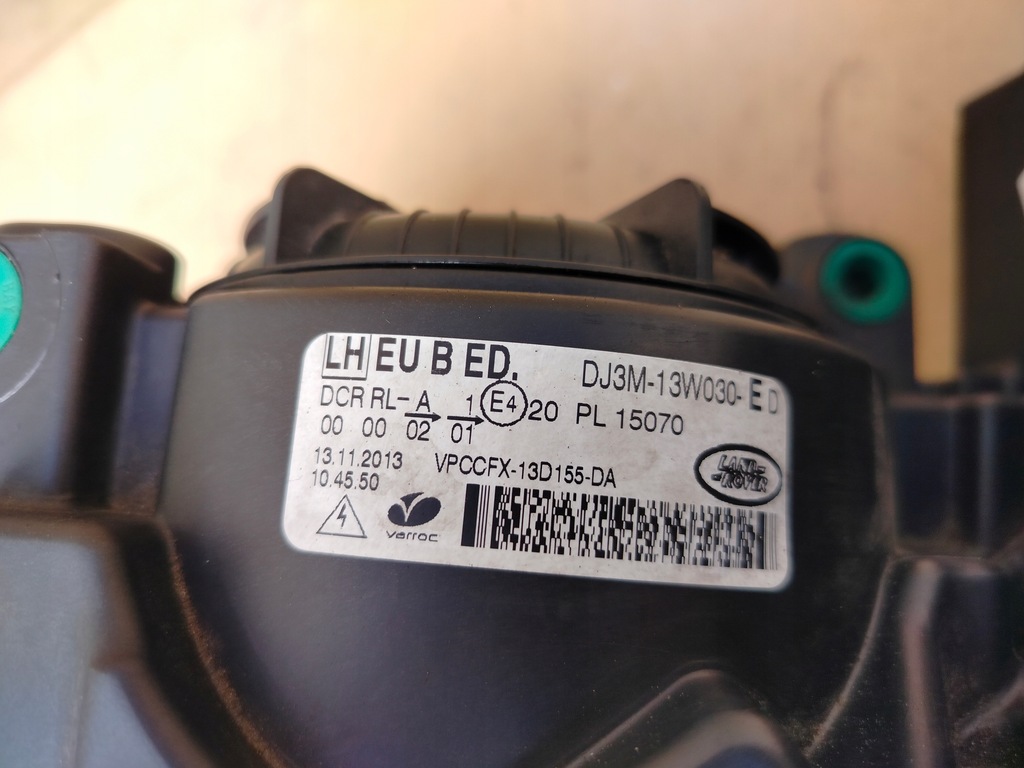 LH EU B ED.
DJ3M-13W030-ED
DCR RL-A 1 E4 20 PL 15070
00 00 02 01
13.11.2013 VPCCFX-13D155-DA
10.45.50
LAND-
-ROVER
varroc